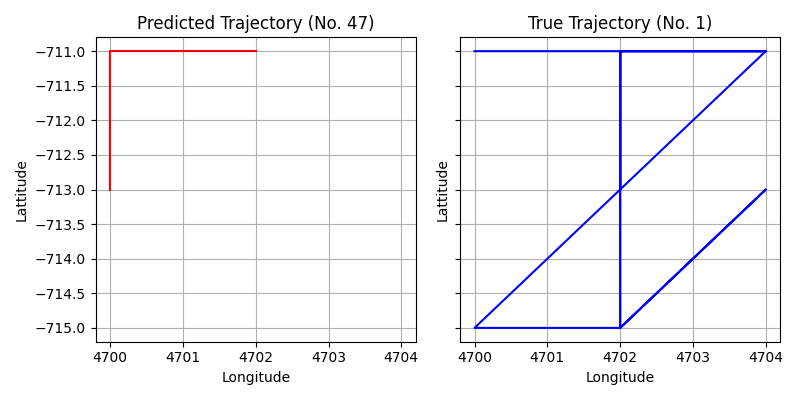 Predicted Trajectory (No. 47)
True Trajectory (No. 1)
Lattitude
−711.0
−711.5
−712.0
−712.5
−713.0
−713.5
−714.0
−714.5
−715.0
4700 4701 4702 4703 4704
Longitude
Lattitude
4700 4701 4702 4703 4704
Longitude